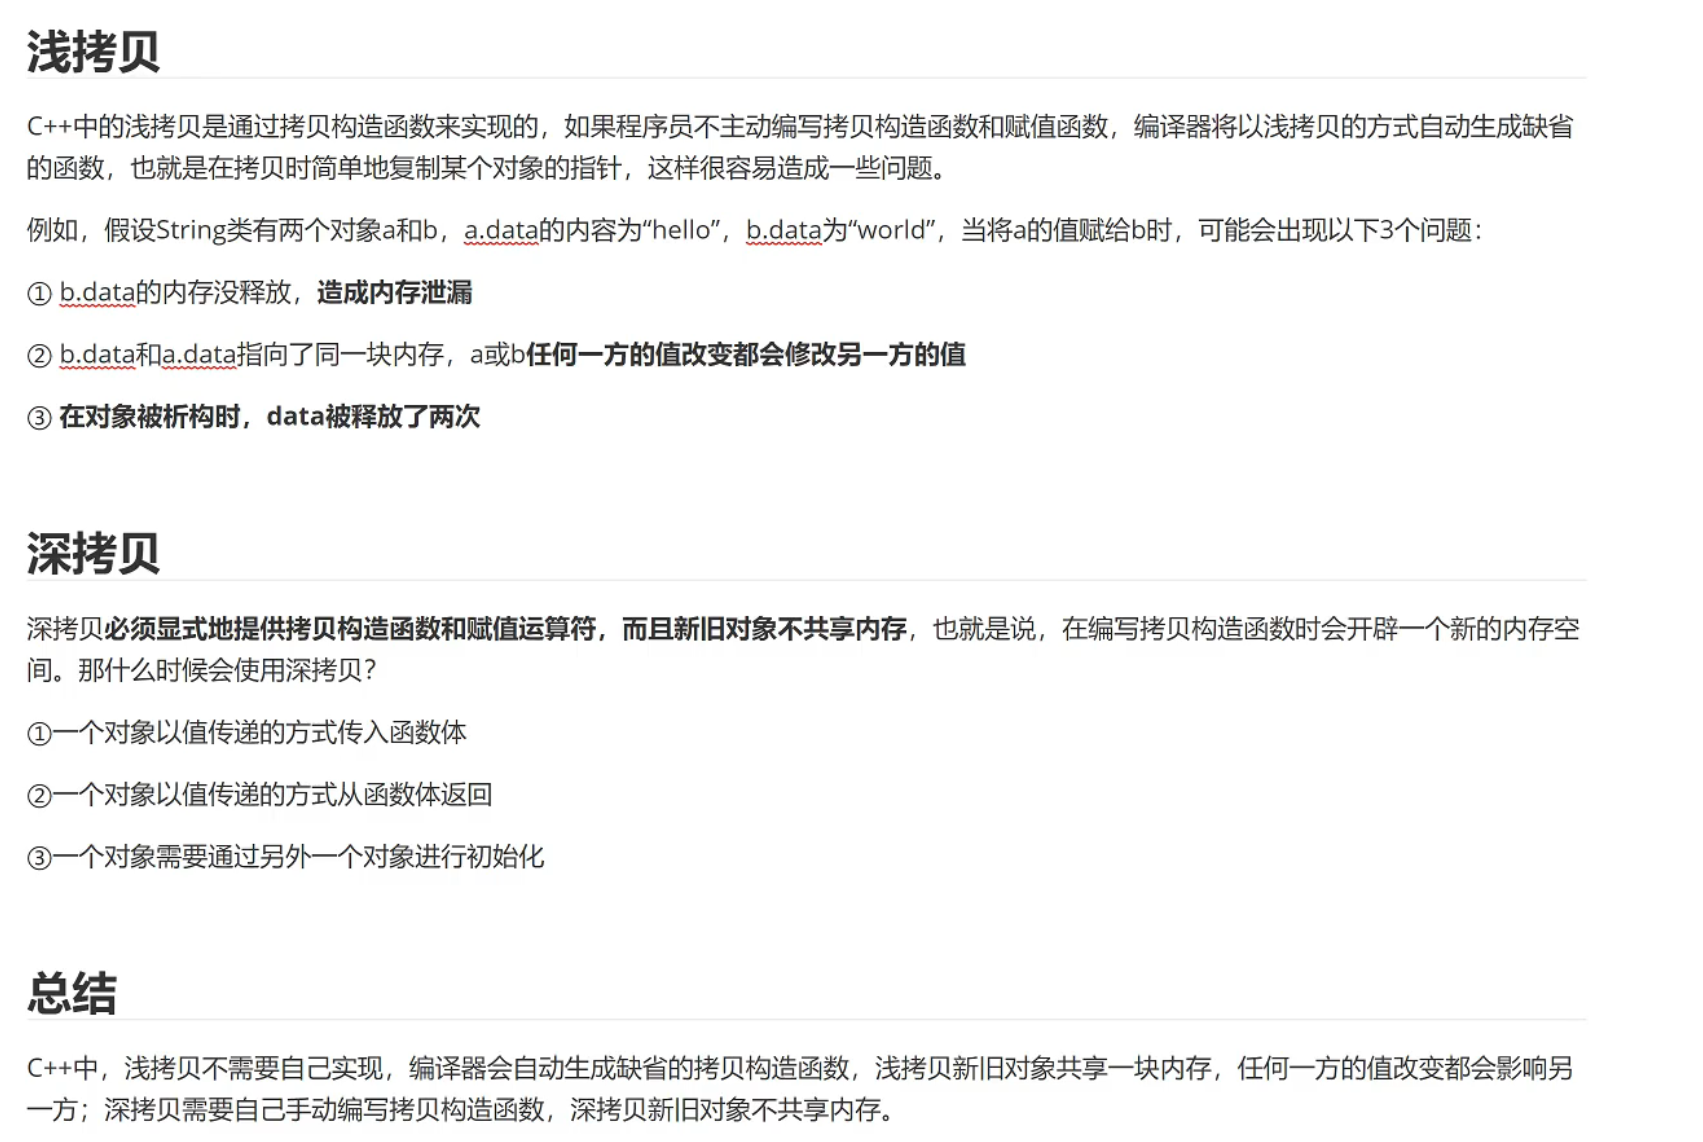 浅拷贝
C++中的浅拷贝是通过拷贝构造函数来实现的，如果程序员不主动编写拷贝构造函数和赋值函数，编译器将以浅拷贝的方式自动生成缺省
的函数，也就是在拷贝时简单地复制某个对象的指针，这样很容易造成一些问题。
例如，假设String类有两个对象a和b，a.data的内容为“hello”，b.data为“world”，当将a的值赋给b时，可能会出现以下3个问题：
① b.data的内存没释放，造成内存泄漏
② b.data和a.data指向了同一块内存，a或b任何一方的值改变都会修改另一方的值
③ 在对象被析构时，data被释放了两次
深拷贝
深拷贝必须显式地提供拷贝构造函数和赋值运算符，而且新旧对象不共享内存，也就是说，在编写拷贝构造函数时会开辟一个新的内存空
间。那什么时候会使用深拷贝？
①一个对象以值传递的方式传入函数体
②一个对象以值传递的方式从函数体返回
③一个对象需要通过另外一个对象进行初始化
总结
C++中，浅拷贝不需要自己实现，编译器会自动生成缺省的拷贝构造函数，浅拷贝新旧对象共享一块内存，任何一方的值改变都会影响另
一方；深拷贝需要自己手动编写拷贝构造函数，深拷贝新旧对象不共享内存。